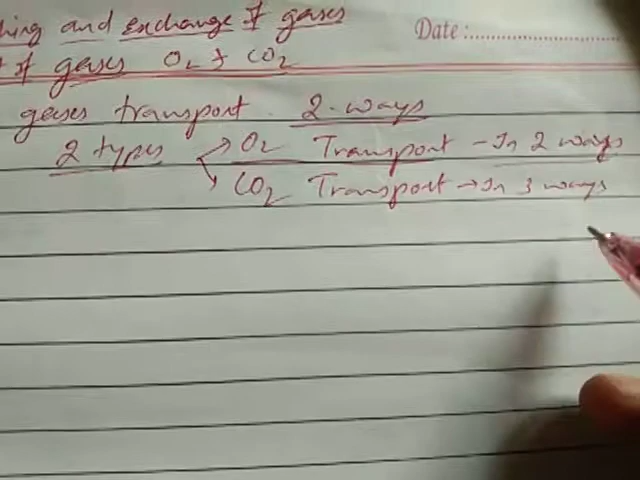 and exchange of gases
Date :
of gases O2 & CO2
gases transport. 2. ways
2 types → O2 Transport - In 2 ways
→ CO2 Transport → In 3 ways